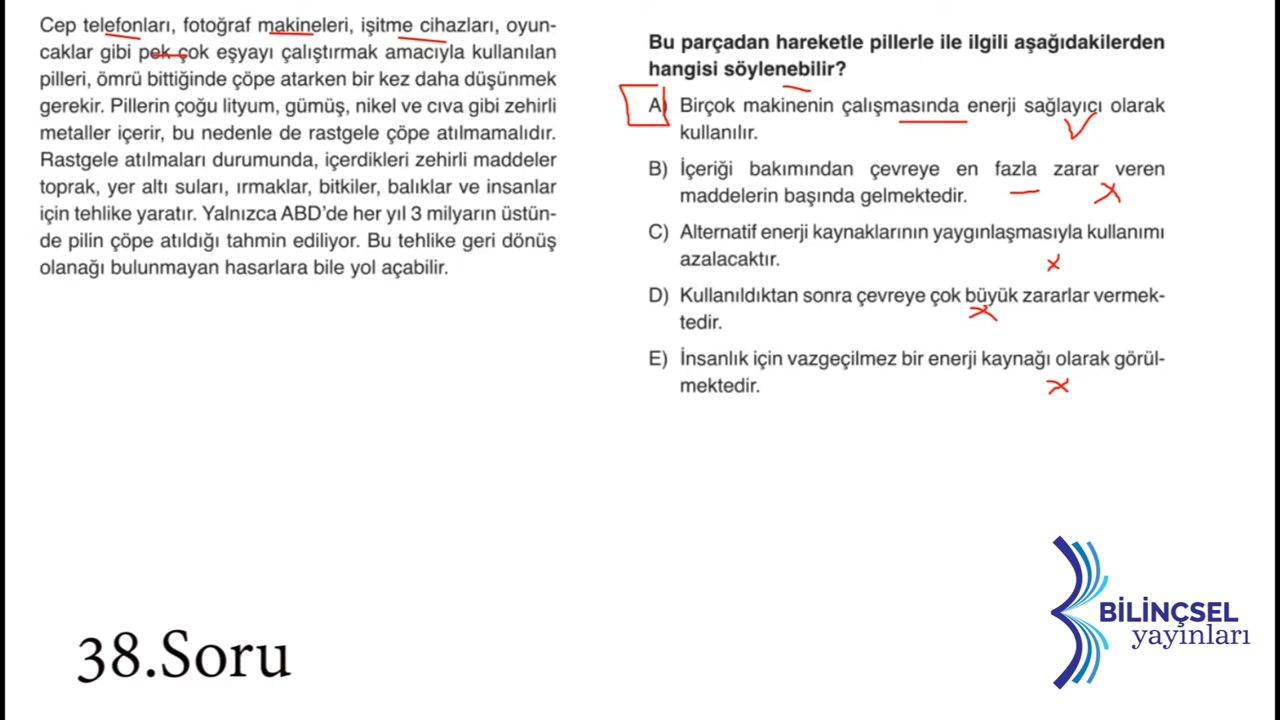 Cep telefonları, fotoğraf makineleri, işitme cihazları, oyun-
caklar gibi pek çok eşyayı çalıştırmak amacıyla kullanılan
pilleri, ömrü bittiğinde çöpe atarken bir kez daha düşünmek
gerekir. Pillerin çoğu lityum, gümüş, nikel ve cıva gibi zehirli
metaller içerir, bu nedenle de rastgele çöpe atılmamalıdır.
Rastgele atılmaları durumunda, içerdikleri zehirli maddeler
toprak, yer altı suları, ırmaklar, bitkiler, balıklar ve insanlar
için tehlike yaratır. Yalnızca ABD'de her yıl 3 milyarın üstün-
de pilin çöpe atıldığı tahmin ediliyor. Bu tehlike geri dönüş
olanağı bulunmayan hasarlara bile yol açabilir.
Bu parçadan hareketle pillerle ile ilgili aşağıdakilerden
hangisi söylenebilir?
A) Birçok makinenin çalışmasında enerji sağlayıcı olarak
kullanılır.
B) İçeriği bakımından çevreye en fazla zarar veren
maddelerin başında gelmektedir.
C) Alternatif enerji kaynaklarının yaygınlaşmasıyla kullanımı
azalacaktır.
D) Kullanıldıktan sonra çevreye çok büyük zararlar vermek-
tedir.
E) İnsanlık için vazgeçilmez bir enerji kaynağı olarak görül-
mektedir.
38.Soru
BİLİNÇSEL
yayınları